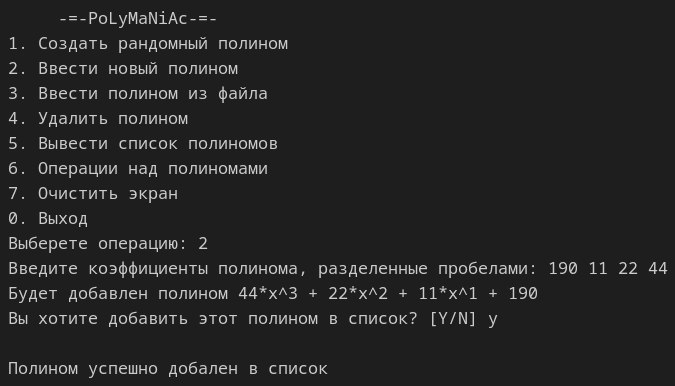 -=-PoLyMaNiAc-=-
1. Создать рандомный полином
2. Ввести новый полином
3. Ввести полином из файла
4. Удалить полином
5. Вывести список полиномов
6. Операции над полиномами
7. Очистить экран
0. Выход
Выберете операцию: 2
Введите коэффициенты полинома, разделенные пробелами: 190 11 22 44
Будет добавлен полином 44*x^3 + 22*x^2 + 11*x^1 + 190
Вы хотите добавить этот полином в список? [Y/N] y
Полином успешно добален в список